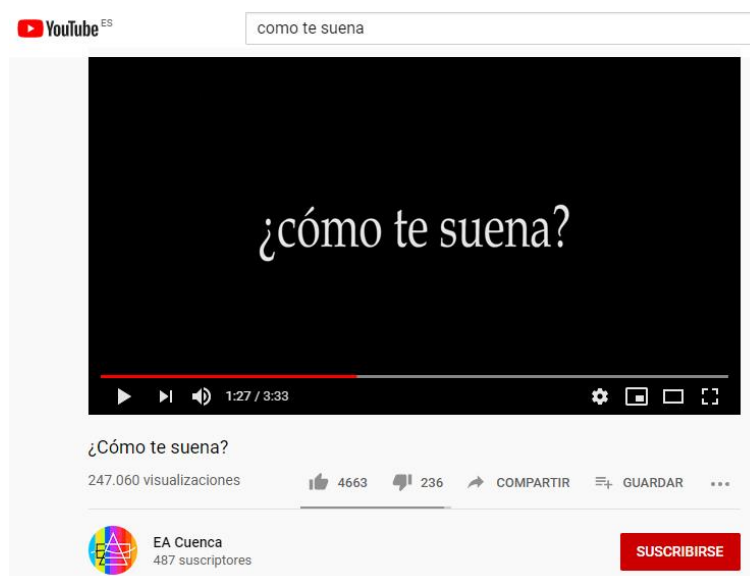 YouTube ES
como te suena
¿cómo te suena?
1:27 / 3:33
¿Cómo te suena?
247.060 visualizaciones 4663 236 COMPARTIR GUARDAR
EA Cuenca
487 suscriptores
SUSCRIBIRSE